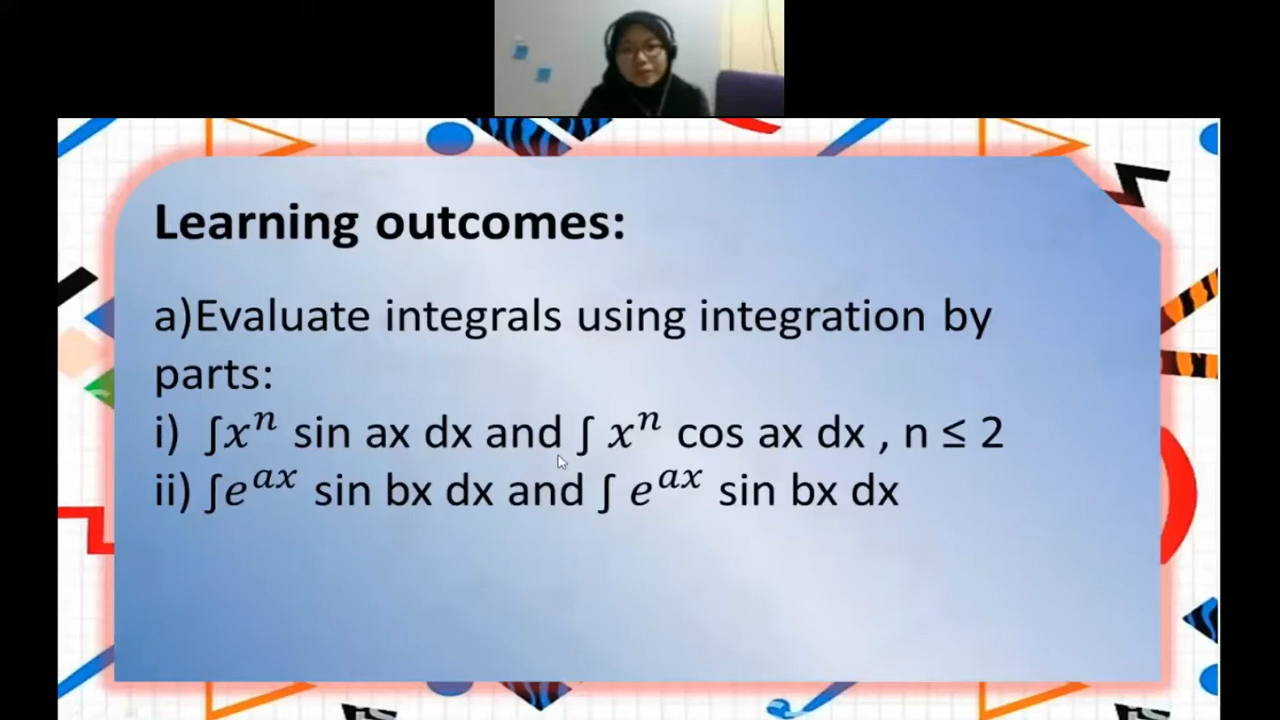 Learning outcomes:
a)Evaluate integrals using integration by
parts:
i) ∫xⁿ sin ax dx and ∫ xⁿ cos ax dx , n ≤ 2
ii) ∫eᵃˣ sin bx dx and ∫ eᵃˣ sin bx dx